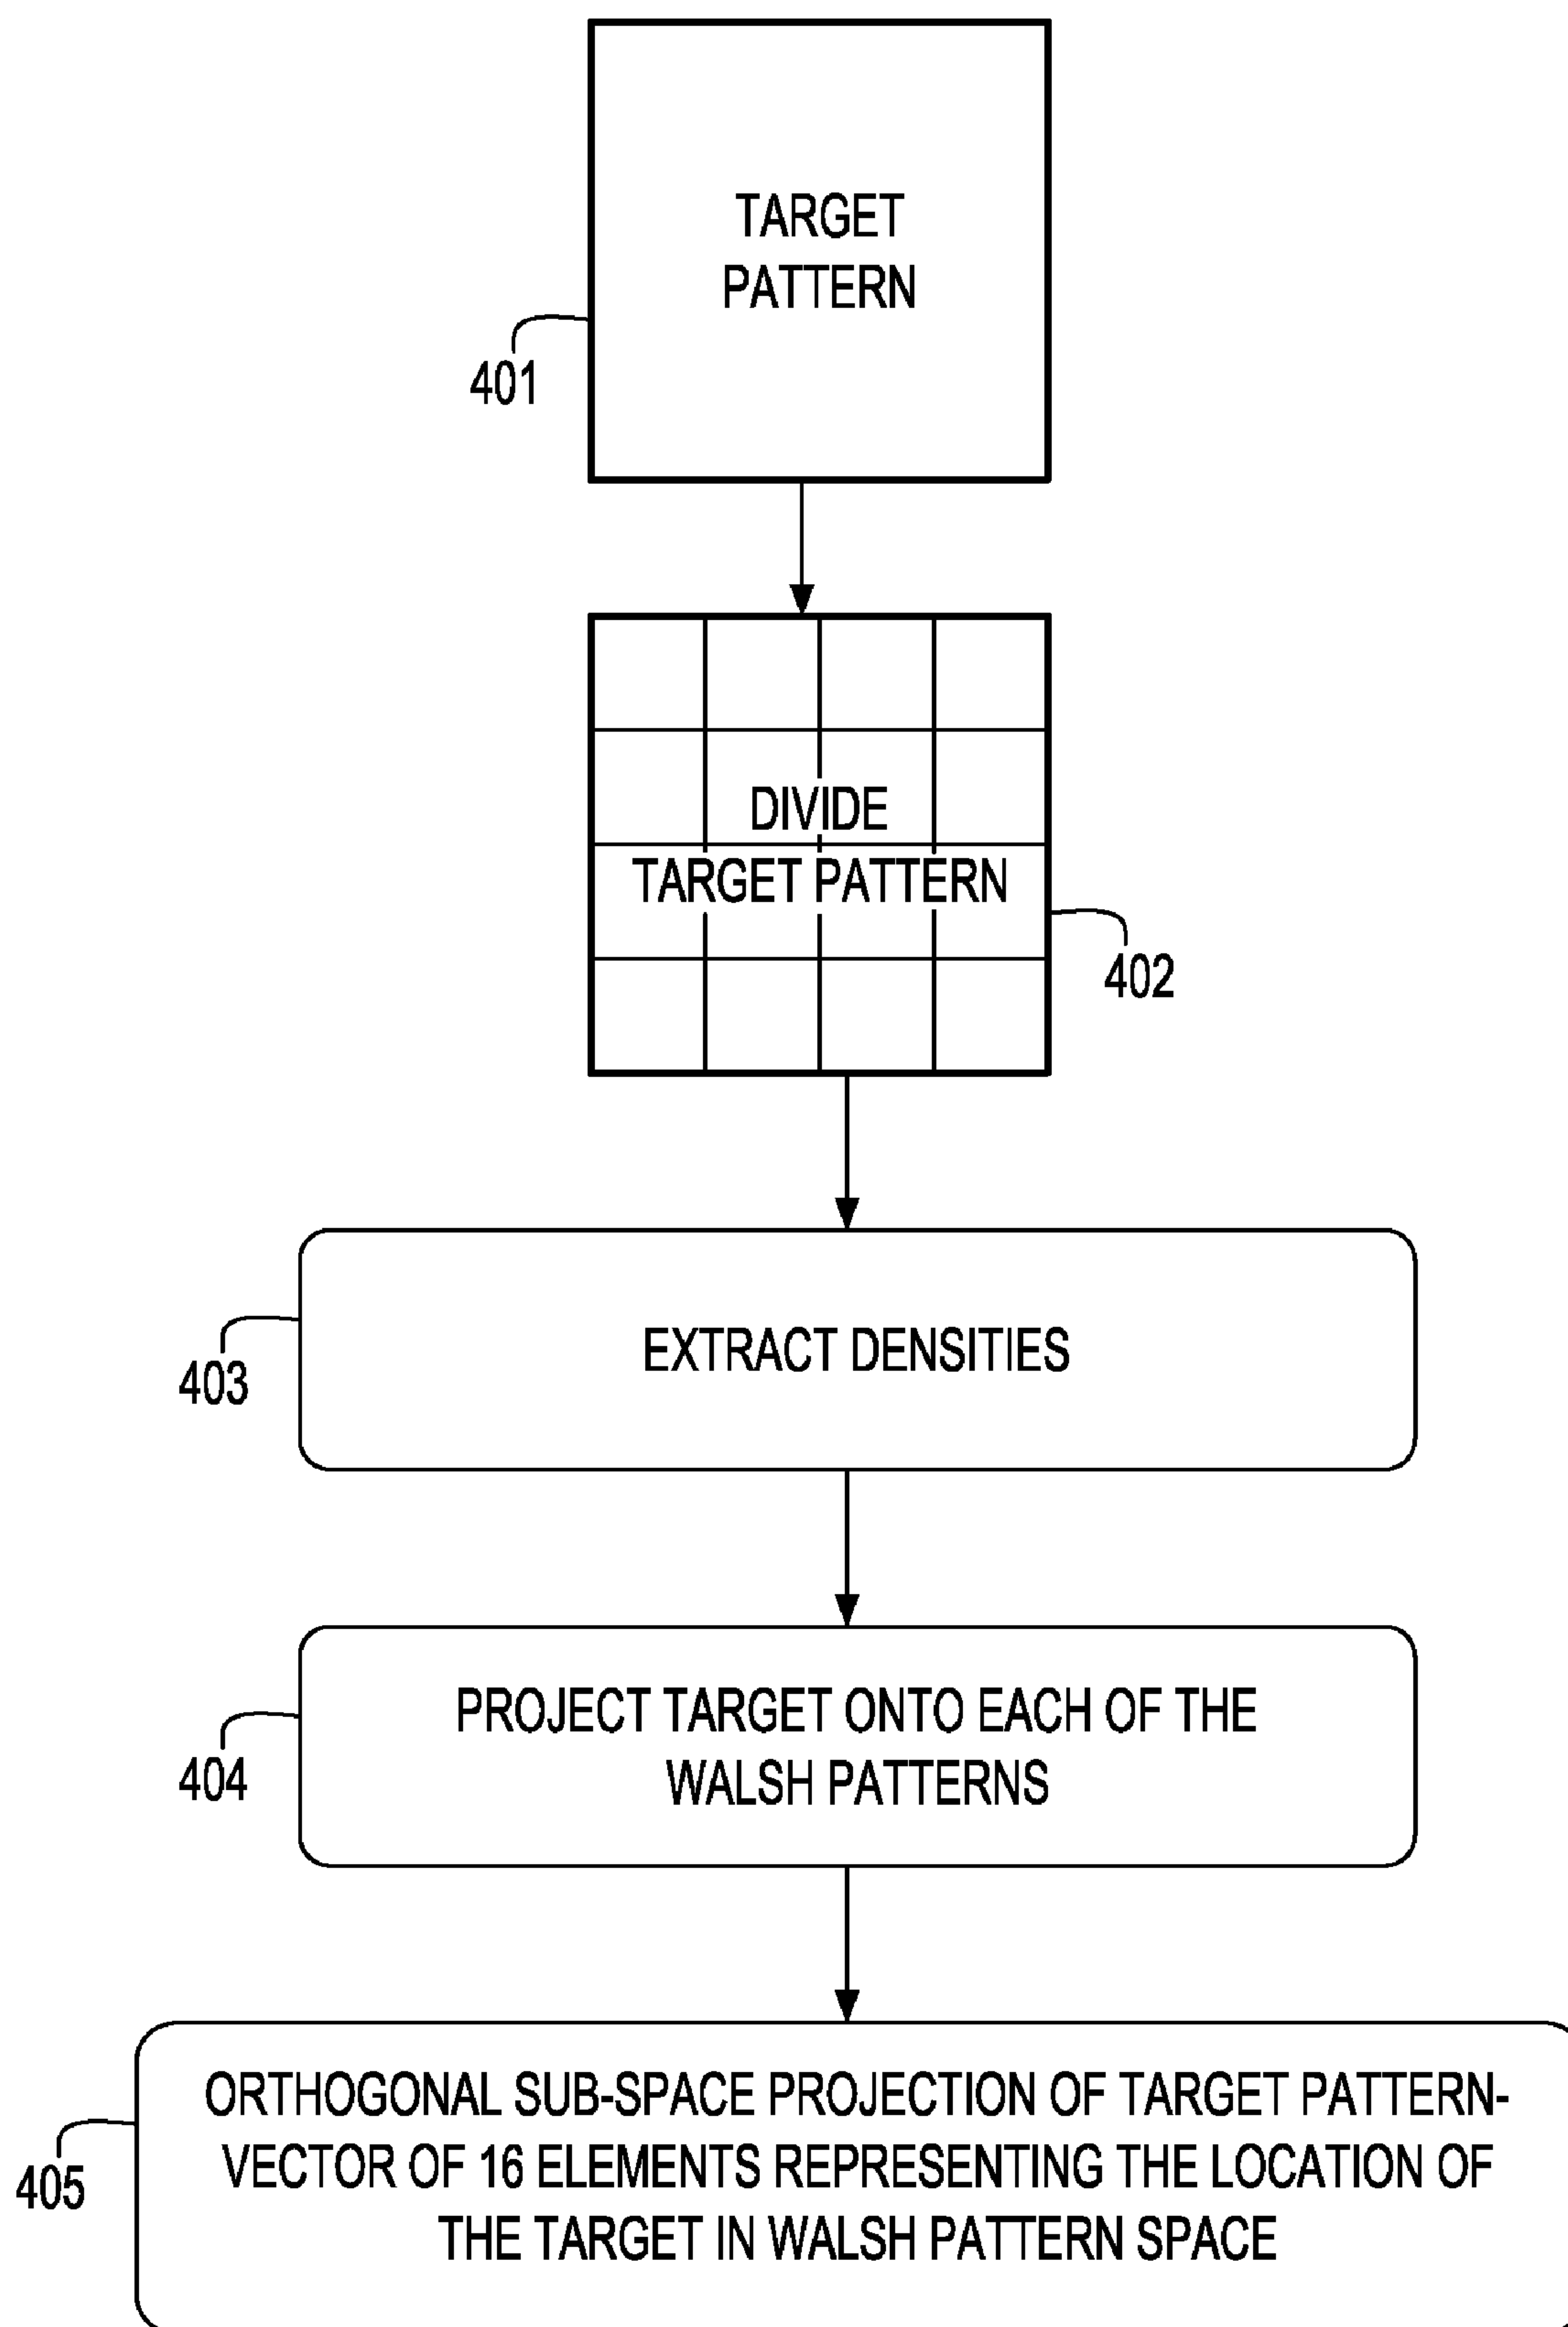 TARGET
PATTERN
401
DIVIDE
TARGET PATTERN
402
EXTRACT DENSITIES
403
PROJECT TARGET ONTO EACH OF THE
WALSH PATTERNS
404
ORTHOGONAL SUB-SPACE PROJECTION OF TARGET PATTERN-
VECTOR OF 16 ELEMENTS REPRESENTING THE LOCATION OF
THE TARGET IN WALSH PATTERN SPACE
405